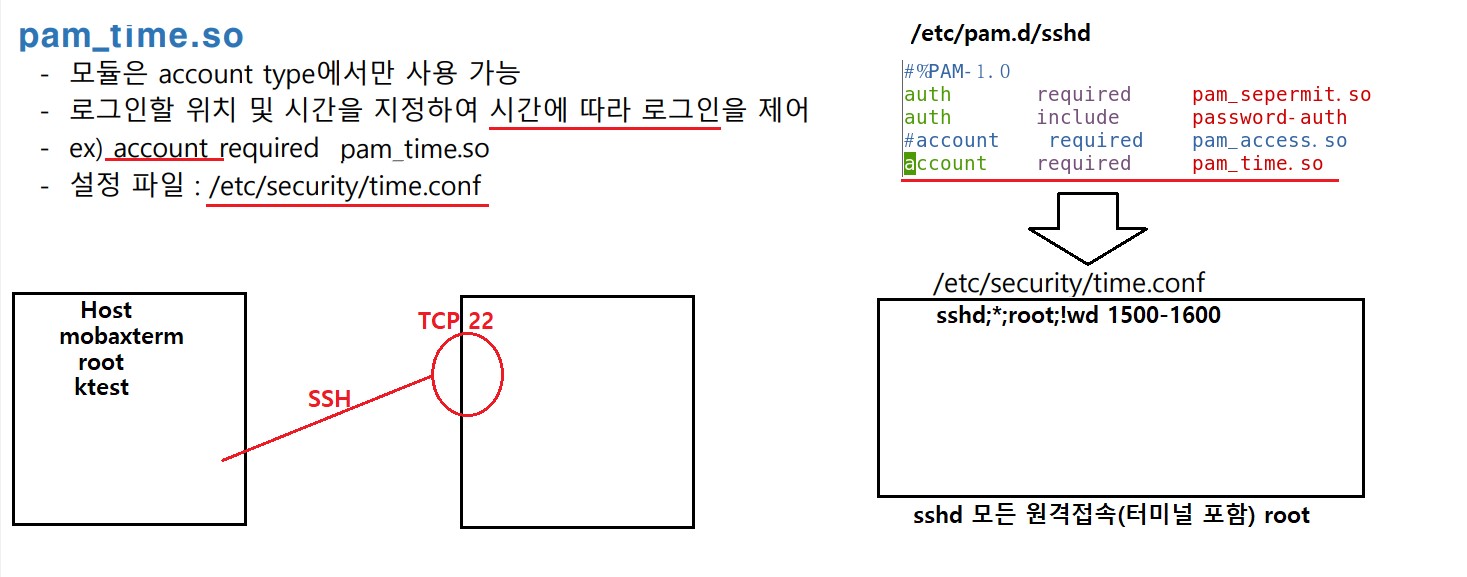 pam_time.so
- 모듈은 account type에서만 사용 가능
- 로그인할 위치 및 시간을 지정하여 시간에 따라 로그인을 제어
- ex) account required pam_time.so
- 설정 파일 : /etc/security/time.conf
/etc/pam.d/sshd
#%PAM-1.0
auth required pam_sepermit.so
auth include password-auth
#account required pam_access.so
account required pam_time.so
Host
mobaxterm
root
ktest
SSH
TCP 22
/etc/security/time.conf
sshd;*;root;!wd 1500-1600
sshd 모든 원격접속(터미널 포함) root